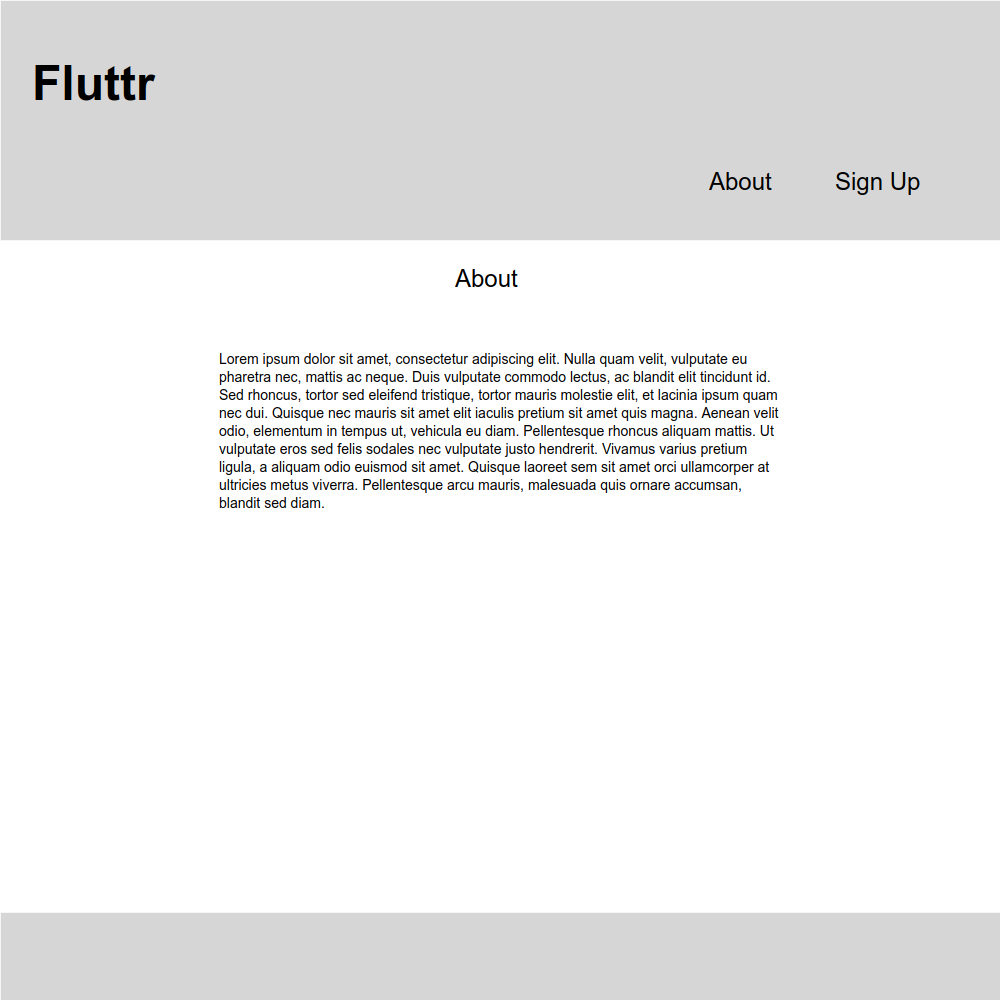 Fluttr
About Sign Up
About
Lorem ipsum dolor sit amet, consectetur adipiscing elit. Nulla quam velit, vulputate eu
pharetra nec, mattis ac neque. Duis vulputate commodo lectus, ac blandit elit tincidunt id.
Sed rhoncus, tortor sed eleifend tristique, tortor mauris molestie elit, et lacinia ipsum quam
nec dui. Quisque nec mauris sit amet elit iaculis pretium sit amet quis magna. Aenean velit
odio, elementum in tempus ut, vehicula eu diam. Pellentesque rhoncus aliquam mattis. Ut
vulputate eros sed felis sodales nec vulputate justo hendrerit. Vivamus varius pretium
ligula, a aliquam odio euismod sit amet. Quisque laoreet sem sit amet orci ullamcorper at
ultricies metus viverra. Pellentesque arcu mauris, malesuada quis ornare accumsan,
blandit sed diam.